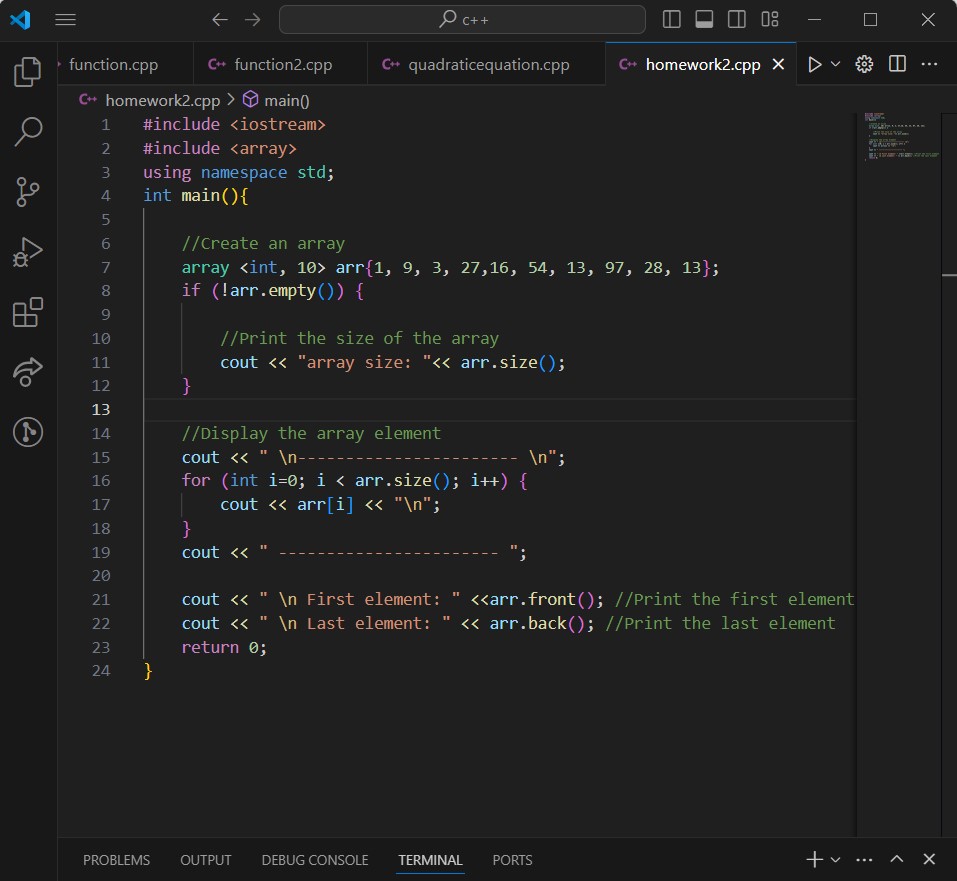 c++
function.cpp
C++ function2.cpp
C++ quadraticequation.cpp
C++ homework2.cpp
C++ homework2.cpp > main()
1 #include <iostream>
2 #include <array>
3 using namespace std;
4 int main(){
5
6 //Create an array
7 array <int, 10> arr{1, 9, 3, 27,16, 54, 13, 97, 28, 13};
8 if (!arr.empty()) {
9
10 //Print the size of the array
11 cout << "array size: "<< arr.size();
12 }
13
14 //Display the array element
15 cout << " \n----------------------- \n";
16 for (int i=0; i < arr.size(); i++) {
17 cout << arr[i] << "\n";
18 }
19 cout << " ----------------------- ";
20
21 cout << " \n First element: " <<arr.front(); //Print the first element
22 cout << " \n Last element: " << arr.back(); //Print the last element
23 return 0;
24 }
PROBLEMS OUTPUT DEBUG CONSOLE TERMINAL PORTS